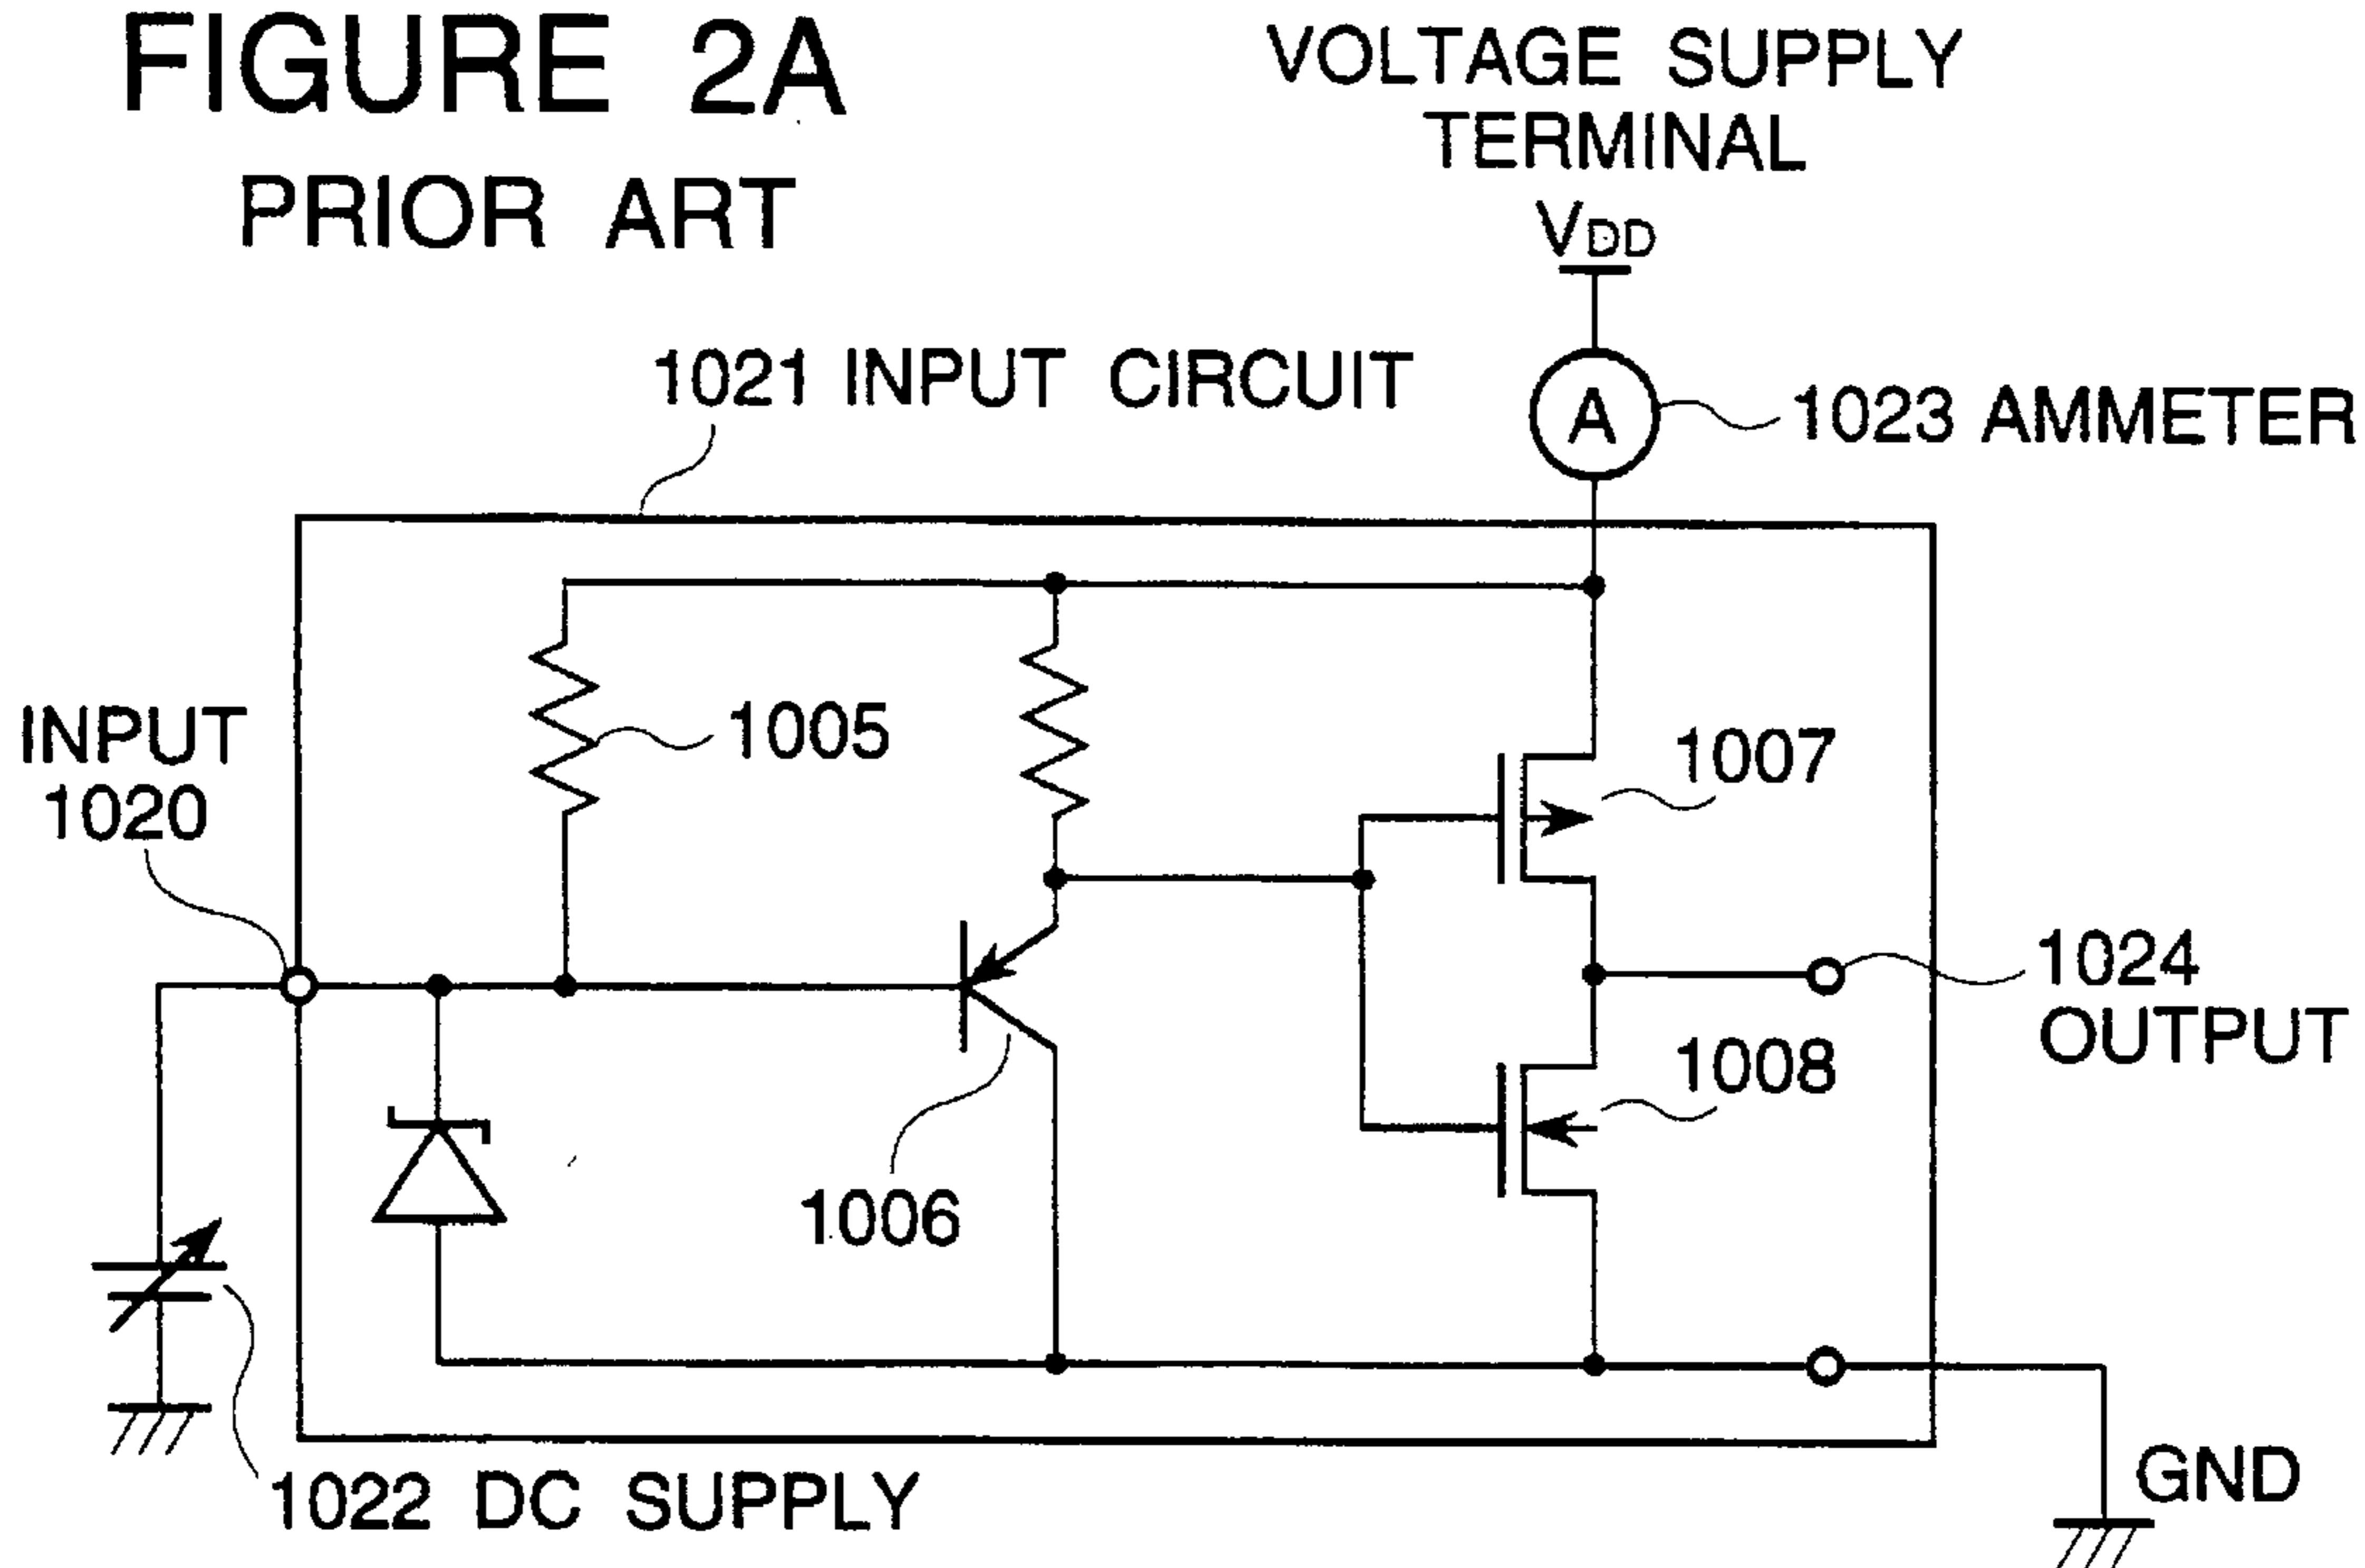 FIGURE 2A
PRIOR ART
VOLTAGE SUPPLY
TERMINAL
VDD
1021 INPUT CIRCUIT
A
1023 AMMETER
INPUT
1020
1005
1007
1024
OUTPUT
1008
1006
1022 DC SUPPLY
GND